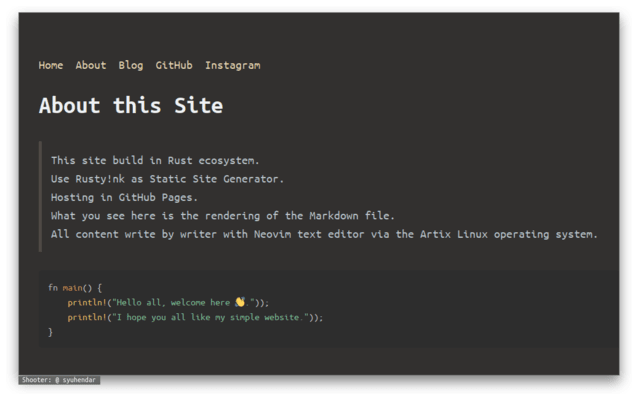 Home About Blog GitHub Instagram
About this Site
This site build in Rust ecosystem.
Use Rusty!nk as Static Site Generator.
Hosting in GitHub Pages.
What you see here is the rendering of the Markdown file.
All content write by writer with Neovim text editor via the Artix Linux operating system.
fn main() {
    println!("Hello all, welcome here 👋."));
    println!("I hope you all like my simple website."));
}
Shooter: @ syuhendar